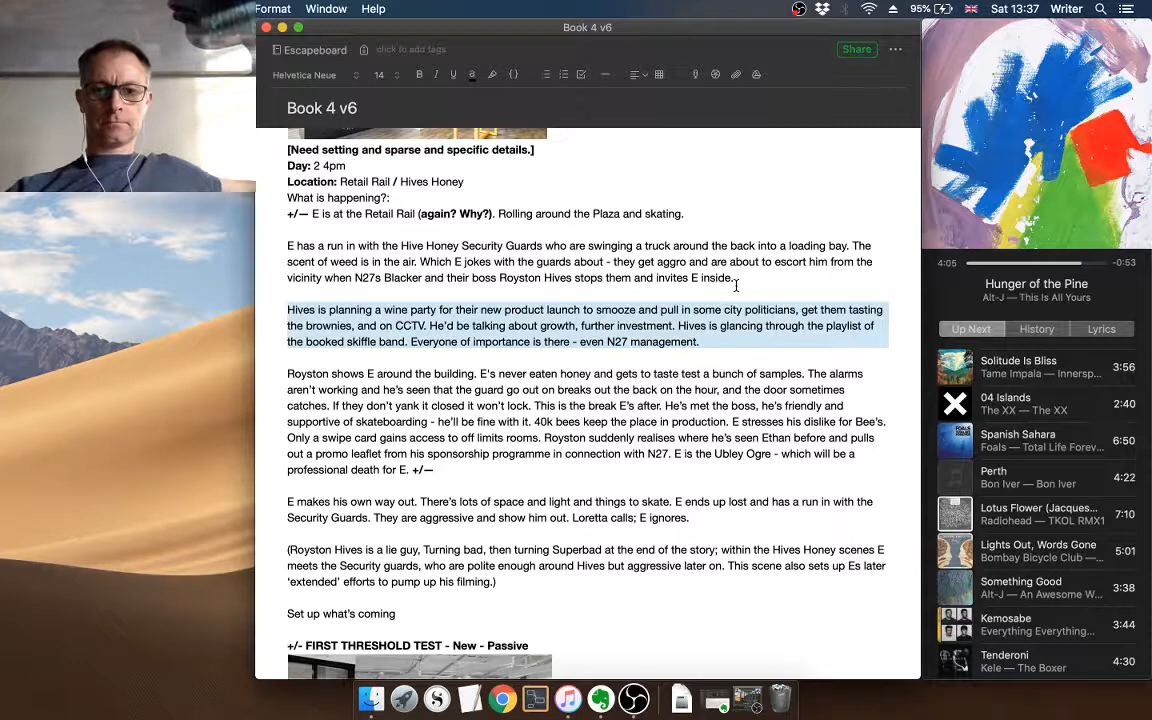 Format Window Help 95% Sat 13:37 Writer
Book 4 v6
Escapeboard click to add tags Share
Helvetica Neue 14 B I U a {}
Book 4 v6
[Need setting and sparse and specific details.]
Day: 2 4pm
Location: Retail Rail / Hives Honey
What is happening?:
+/— E is at the Retail Rail (again? Why?). Rolling around the Plaza and skating.
E has a run in with the Hive Honey Security Guards who are swinging a truck around the back into a loading bay. The
scent of weed is in the air. Which E jokes with the guards about - they get aggro and are about to escort him from the
vicinity when N27s Blacker and their boss Royston Hives stops them and invites E inside.
Hives is planning a wine party for their new product launch to smooze and pull in some city politicians, get them tasting
the brownies, and on CCTV. He'd be talking about growth, further investment. Hives is glancing through the playlist of
the booked skiffle band. Everyone of importance is there - even N27 management.
Royston shows E around the building. E's never eaten honey and gets to taste test a bunch of samples. The alarms
aren't working and he's seen that the guard go out on breaks out the back on the hour, and the door sometimes
catches. If they don't yank it closed it won't lock. This is the break E's after. He's met the boss, he's friendly and
supportive of skateboarding - he'll be fine with it. 40k bees keep the place in production. E stresses his dislike for Bee's.
Only a swipe card gains access to off limits rooms. Royston suddenly realises where he's seen Ethan before and pulls
out a promo leaflet from his sponsorship programme in connection with N27. E is the Ubley Ogre - which will be a
professional death for E. +/—
E makes his own way out. There's lots of space and light and things to skate. E ends up lost and has a run in with the
Security Guards. They are aggressive and show him out. Loretta calls; E ignores.
(Royston Hives is a lie guy, Turning bad, then turning Superbad at the end of the story; within the Hives Honey scenes E
meets the Security guards, who are polite enough around Hives but aggressive later on. This scene also sets up Es later
'extended' efforts to pump up his filming.)
Set up what's coming
+/- FIRST THRESHOLD TEST - New - Passive
4:05 -0:53
Hunger of the Pine
Alt-J — This Is All Yours
Up Next History Lyrics
Solitude Is Bliss
Tame Impala — Innersp... 3:56
04 Islands
The XX — The XX 2:40
Spanish Sahara
Foals — Total Life Forev... 6:50
Perth
Bon Iver — Bon Iver 4:22
Lotus Flower (Jacques...
Radiohead — TKOL RMX1 7:10
Lights Out, Words Gone
Bombay Bicycle Club —... 5:01
Something Good
Alt-J — An Awesome W... 3:38
Kemosabe
Everything Everything... 3:44
Tenderoni
Kele — The Boxer 4:30